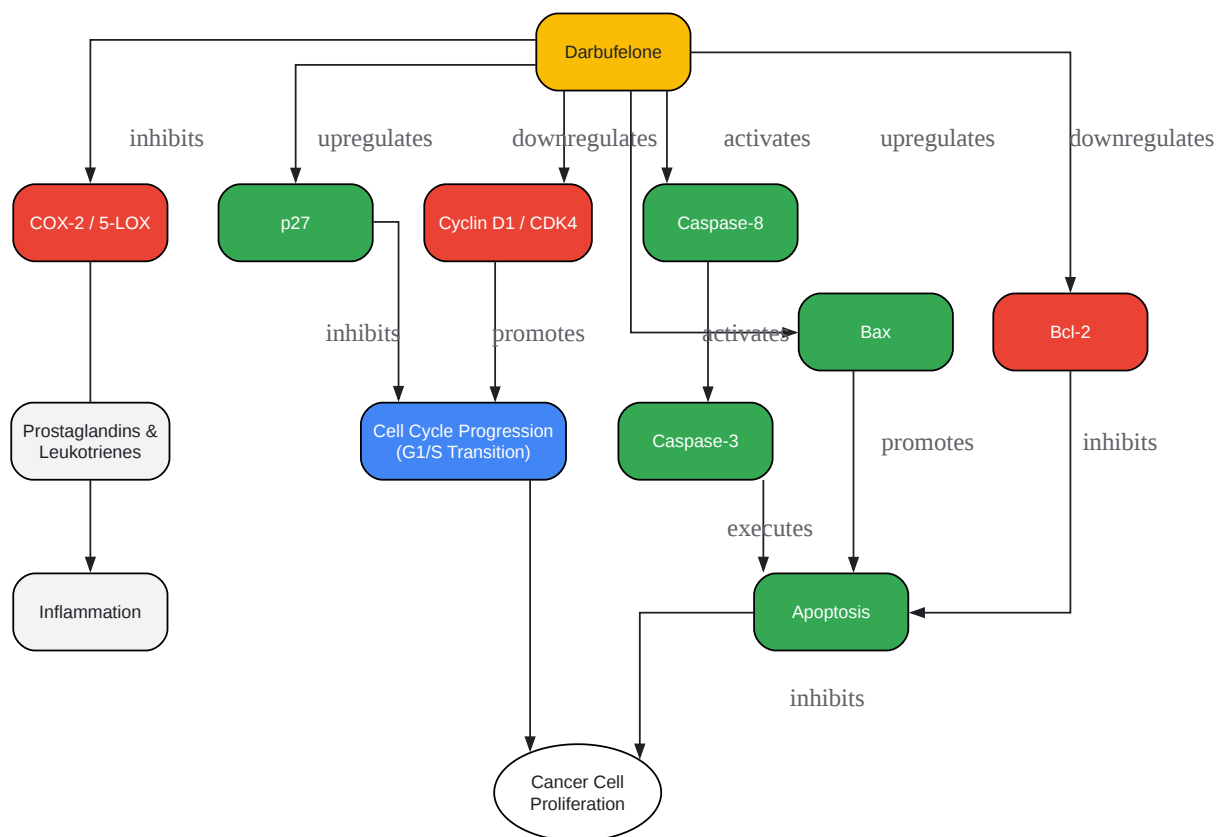 Darbufelone
inhibits
upregulates
downregulates
activates
upregulates
downregulates
COX-2 / 5-LOX
p27
Cyclin D1 / CDK4
Caspase-8
inhibits
promotes
activates
Bax
Bcl-2
Prostaglandins &
Leukotrienes
Cell Cycle Progression
(G1/S Transition)
Caspase-3
promotes
inhibits
executes
Inflammation
Apoptosis
inhibits
Cancer Cell
Proliferation